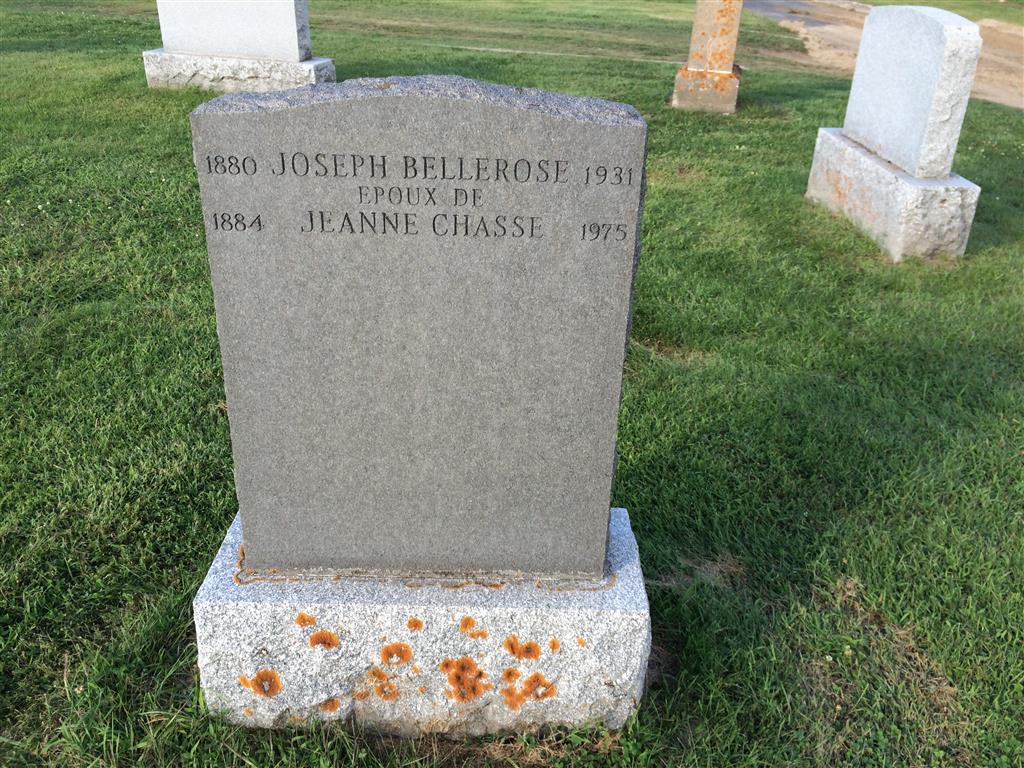 1880 JOSEPH BELLEROSE 1931
EPOUX DE
1884 JEANNE CHASSE 1975